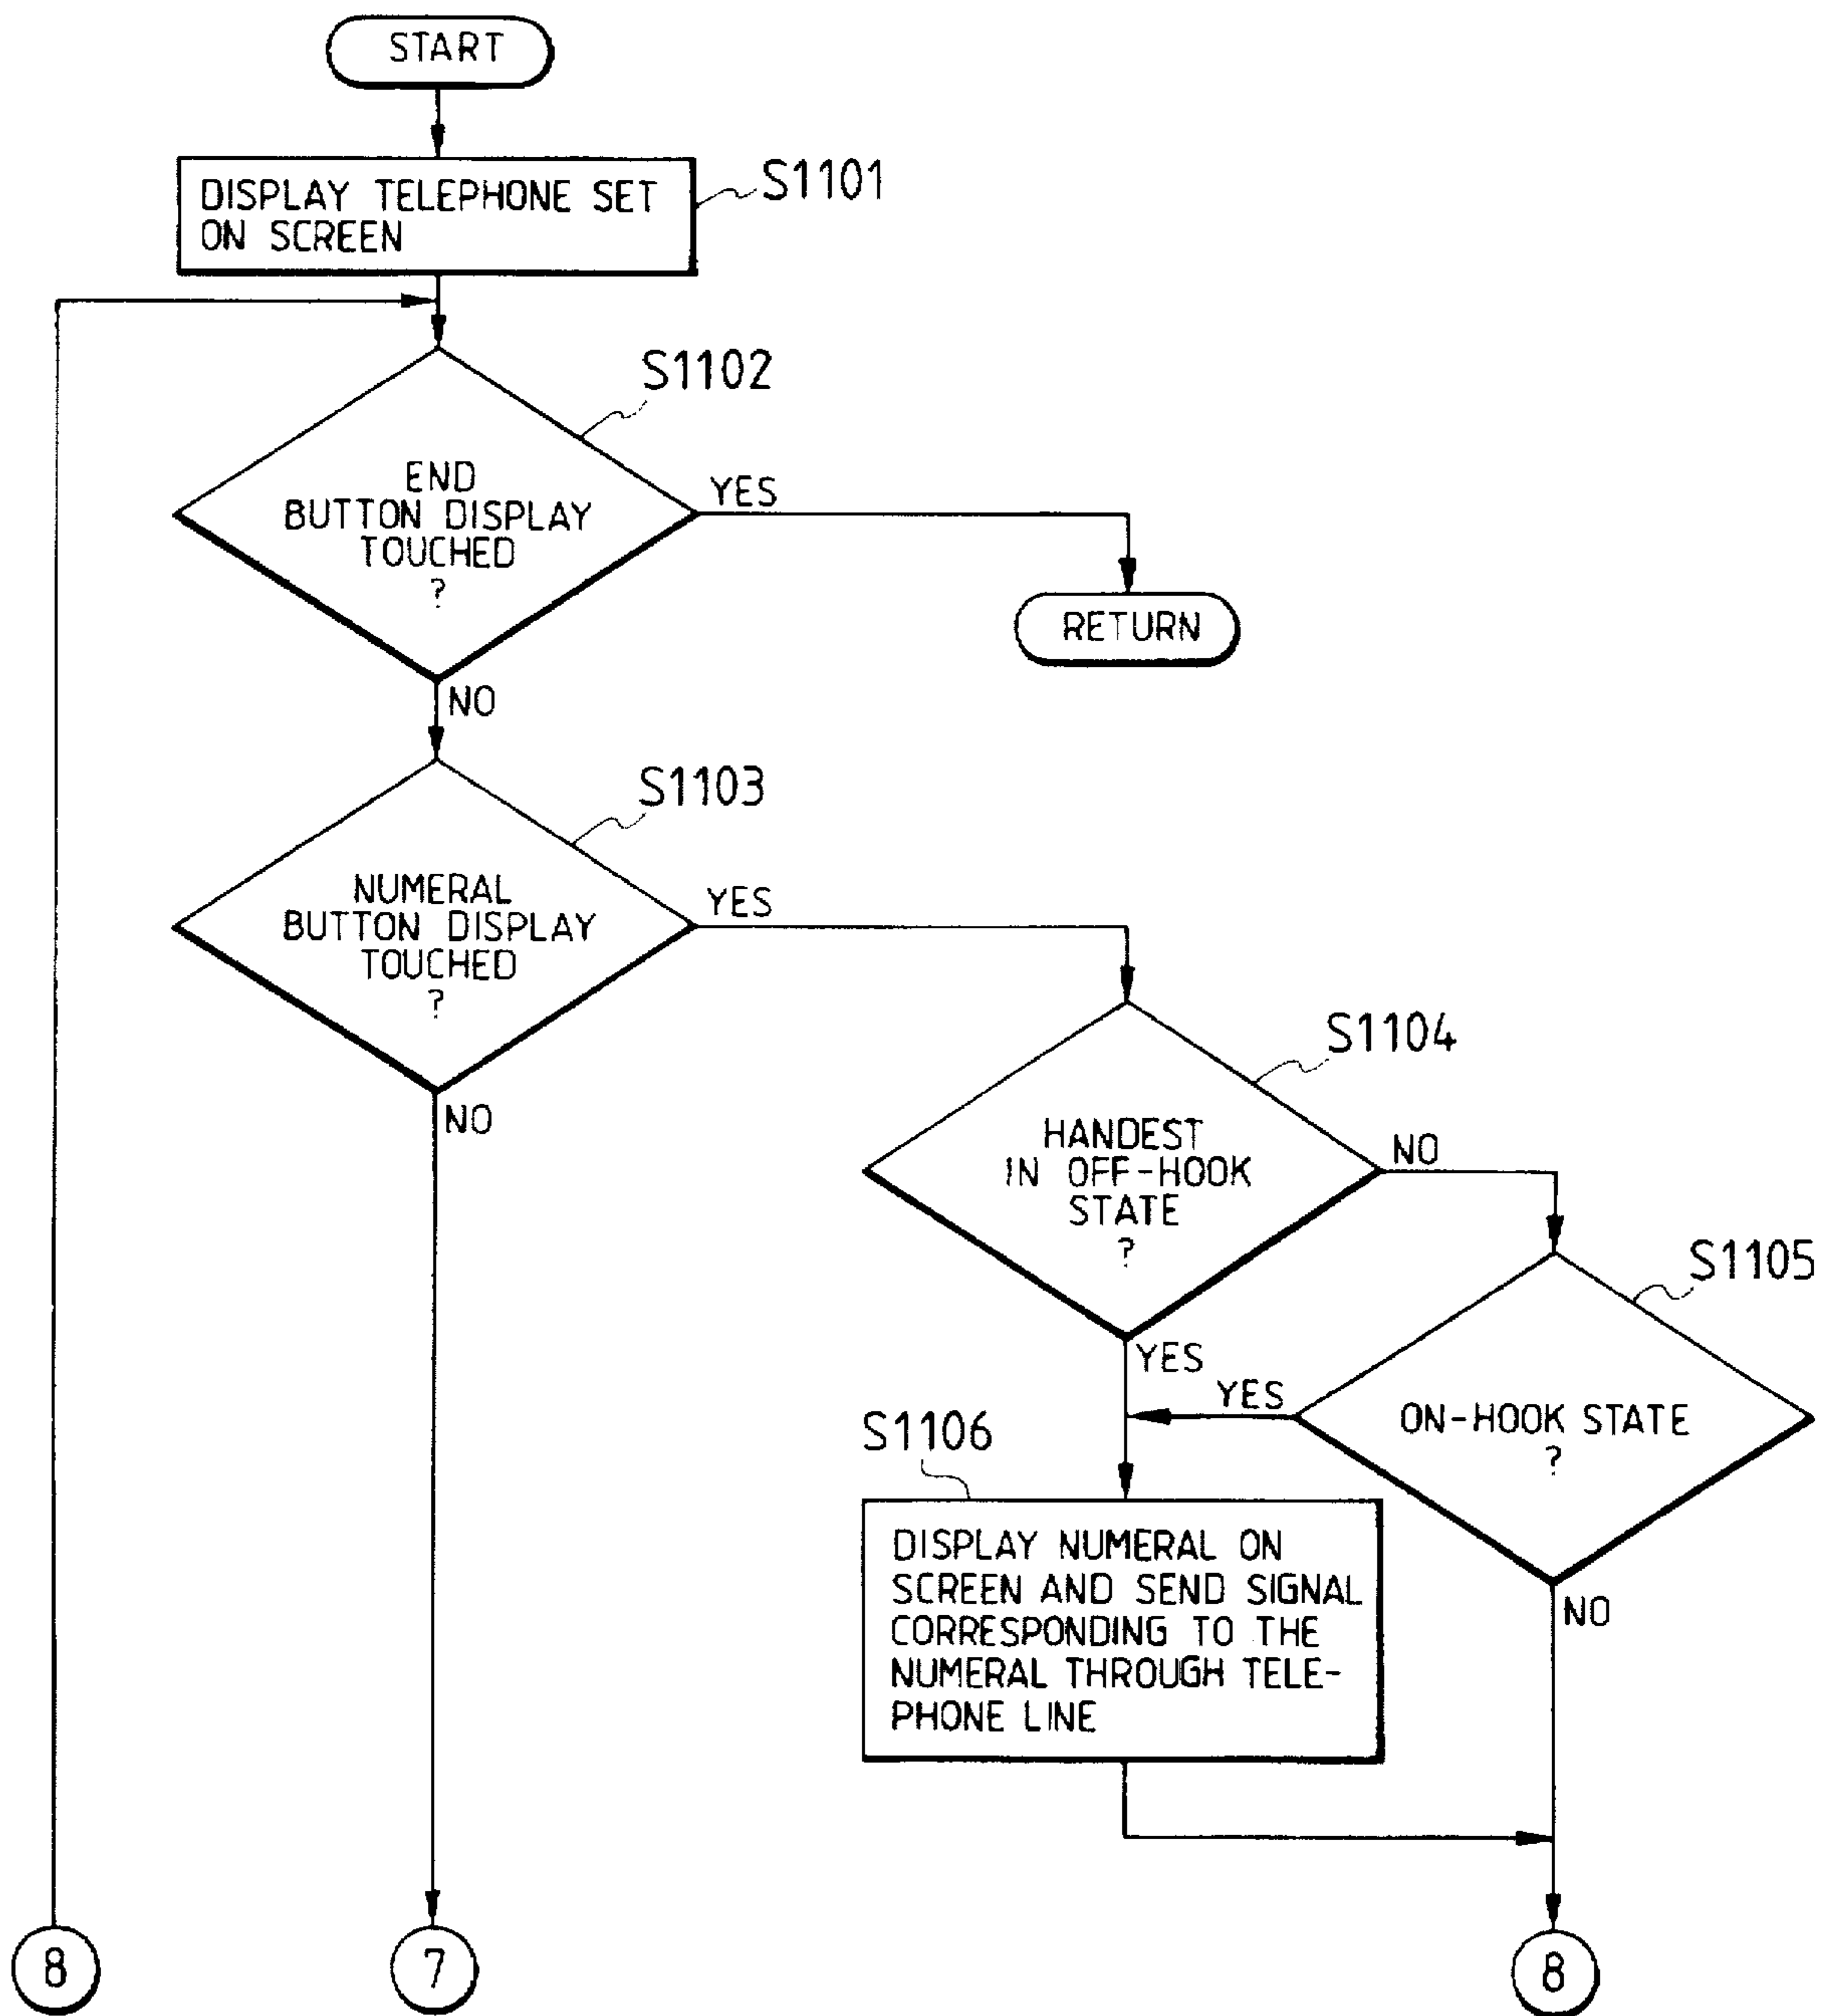 START
DISPLAY TELEPHONE SET
ON SCREEN
S1101
S1102
END
BUTTON DISPLAY
TOUCHED
?
YES
RETURN
NO
S1103
NUMERAL
BUTTON DISPLAY
TOUCHED
?
YES
NO
S1104
HANDEST
IN OFF-HOOK
STATE
?
NO
YES
S1105
ON-HOOK STATE
?
YES
NO
S1106
DISPLAY NUMERAL ON
SCREEN AND SEND SIGNAL
CORRESPONDING TO THE
NUMERAL THROUGH TELE-
PHONE LINE
8
7
8